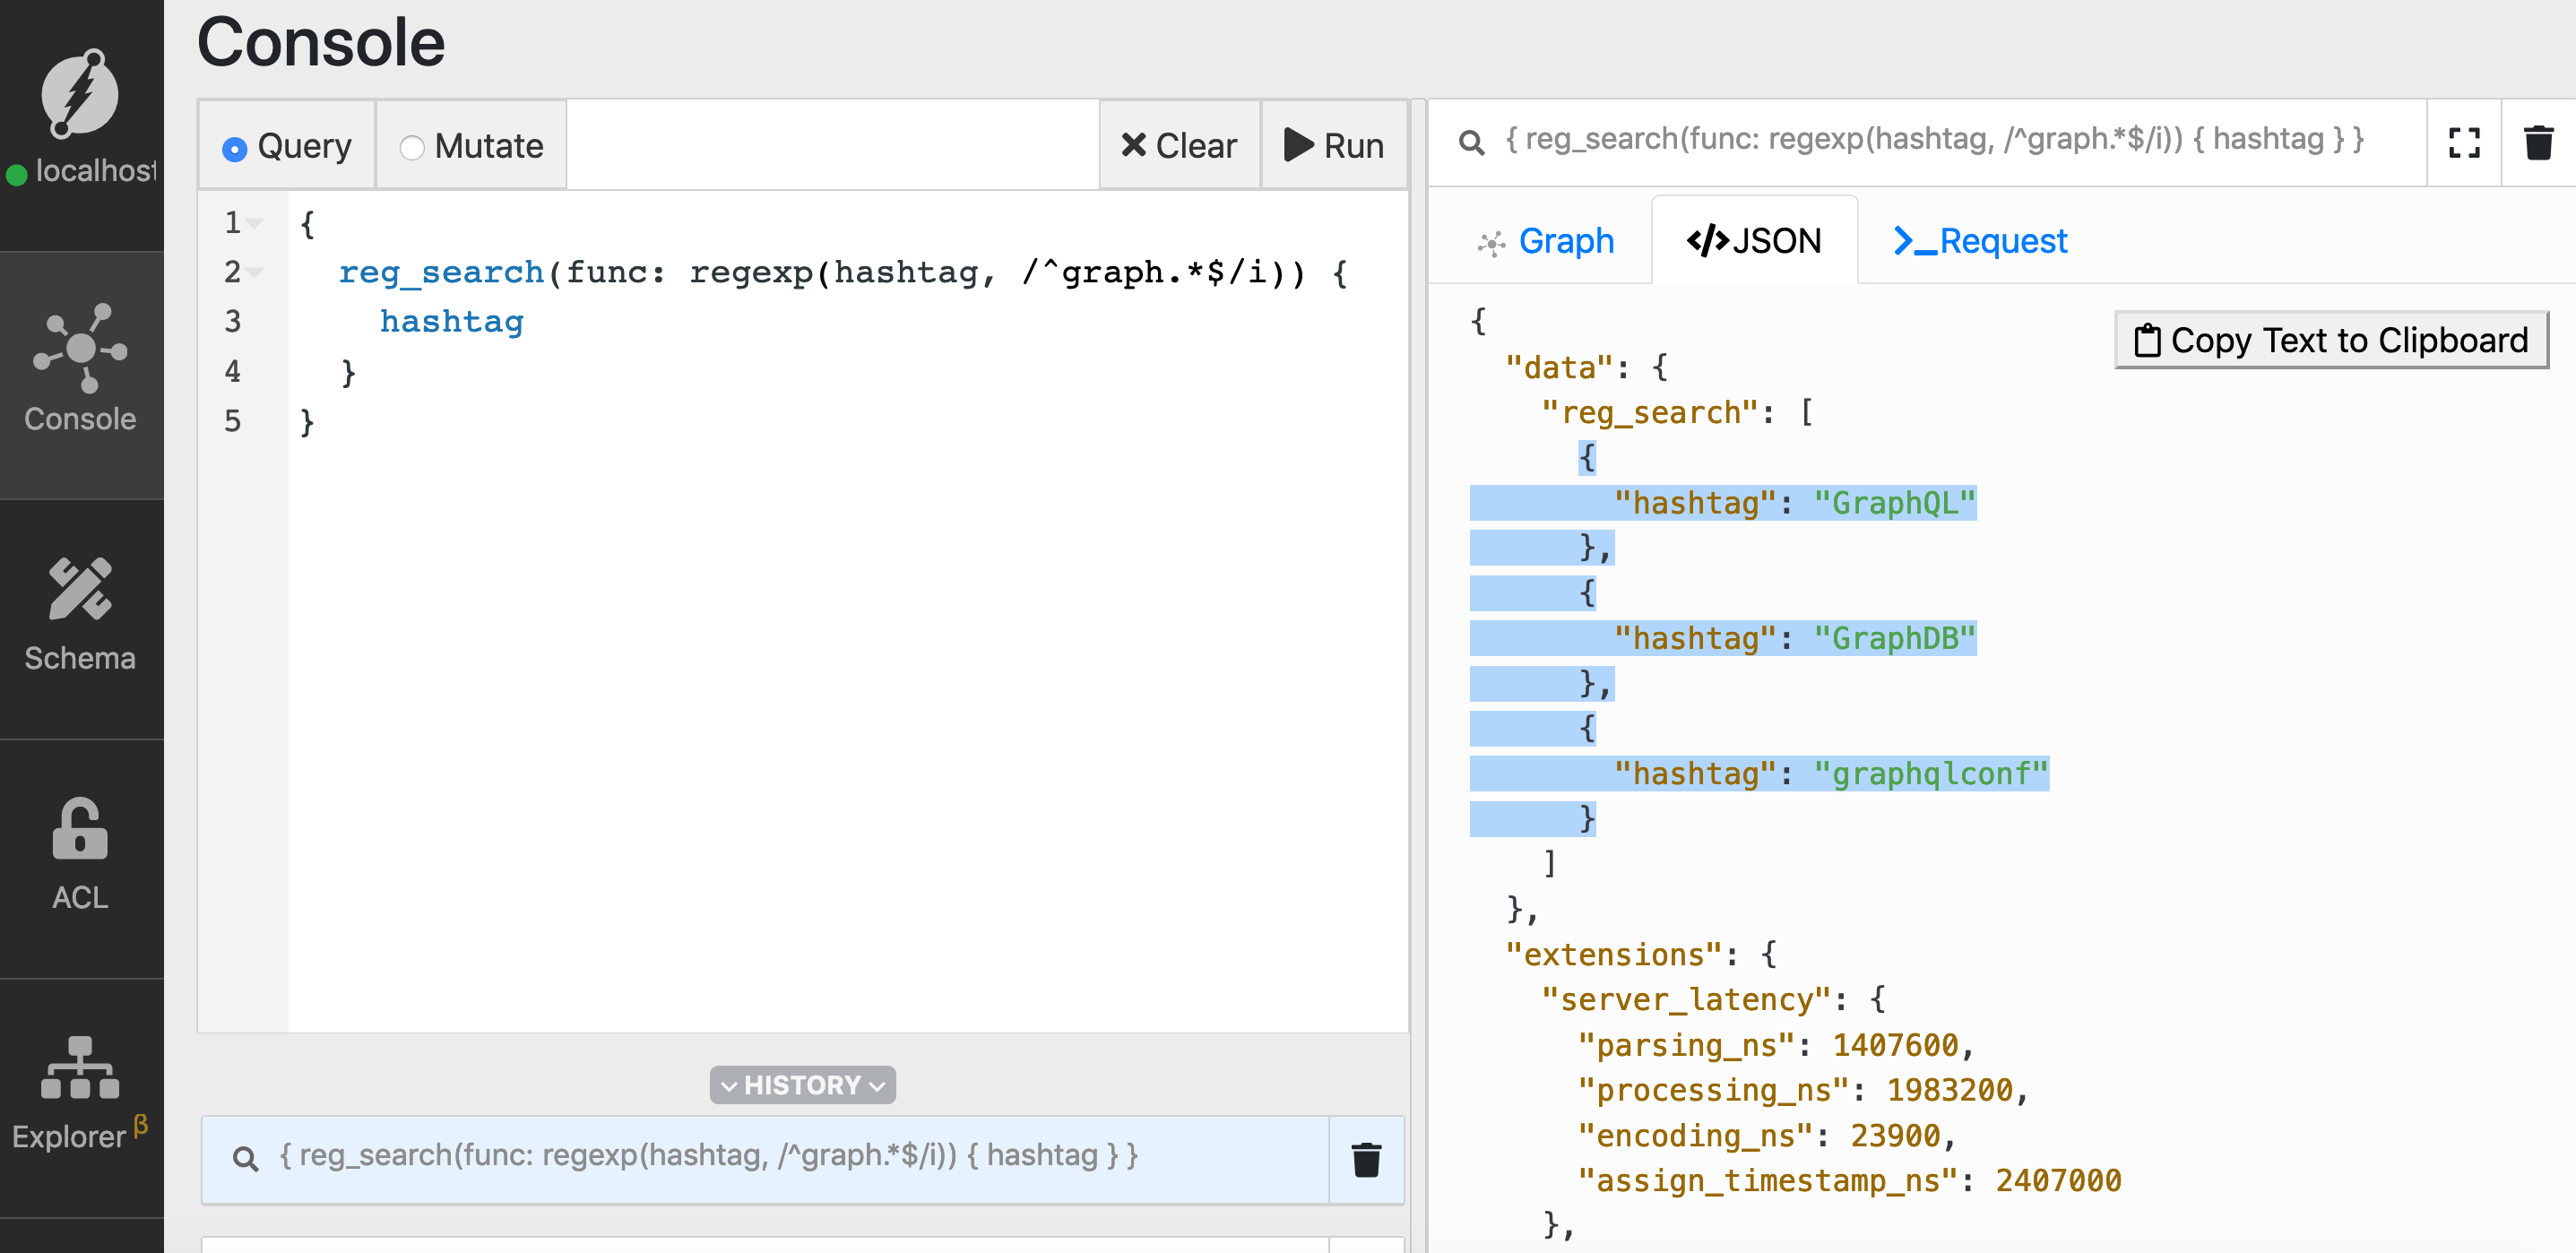 Console
localhost
Console
Schema
ACL
Explorer β
Query
Mutate
Clear
Run
1
2
3
4
5
{
  reg_search(func: regexp(hashtag, /^graph.*$/i)) {
    hashtag
  }
}
HISTORY
{ reg_search(func: regexp(hashtag, /^graph.*$/i)) { hashtag } }
{ reg_search(func: regexp(hashtag, /^graph.*$/i)) { hashtag } }
Graph
</>JSON
>_Request
Copy Text to Clipboard
{
  "data": {
    "reg_search": [
      {
        "hashtag": "GraphQL"
      },
      {
        "hashtag": "GraphDB"
      },
      {
        "hashtag": "graphqlconf"
      }
    ]
  },
  "extensions": {
    "server_latency": {
      "parsing_ns": 1407600,
      "processing_ns": 1983200,
      "encoding_ns": 23900,
      "assign_timestamp_ns": 2407000
    },